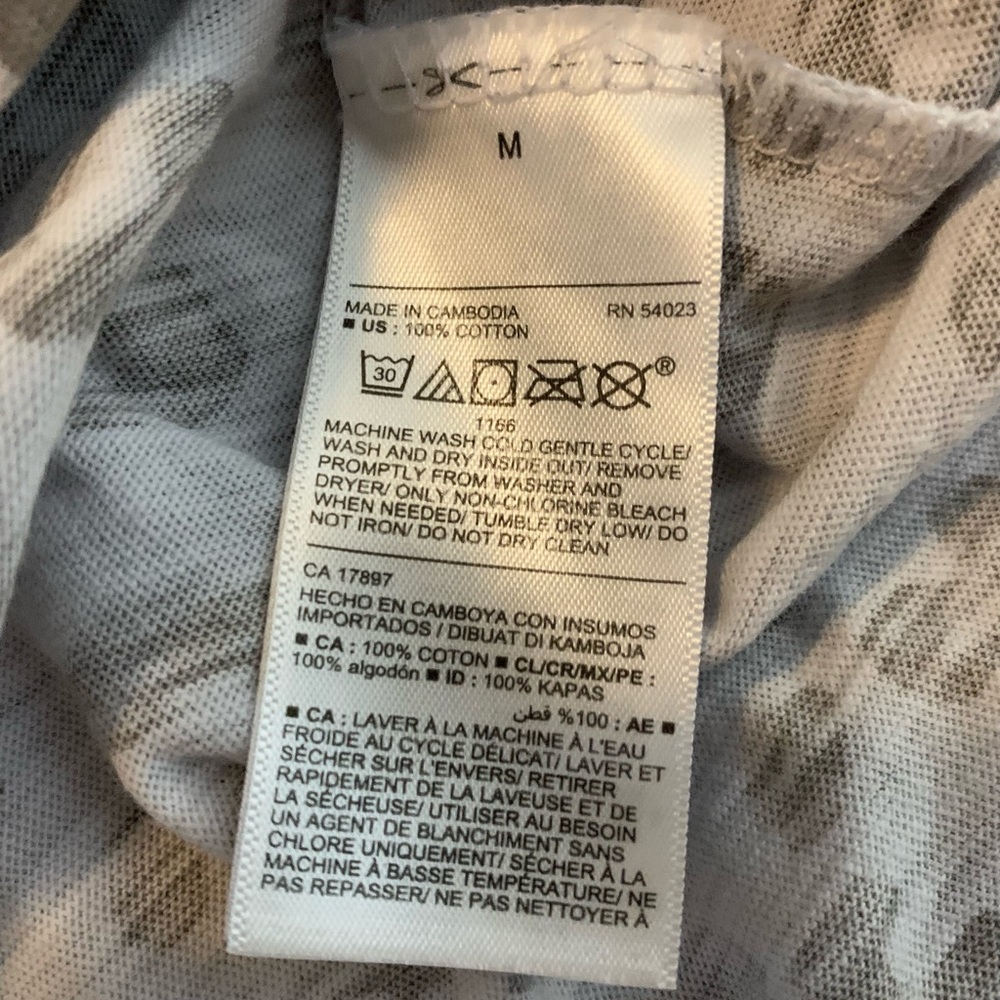 M
MADE IN CAMBODIA RN 54023
■ US : 100% COTTON
30 ®
1166
MACHINE WASH COLD GENTLE CYCLE/
WASH AND DRY INSIDE OUT/ REMOVE
PROMPTLY FROM WASHER AND
DRYER/ ONLY NON-CHLORINE BLEACH
WHEN NEEDED/ TUMBLE DRY LOW/ DO
NOT IRON/ DO NOT DRY CLEAN
CA 17897
HECHO EN CAMBOYA CON INSUMOS
IMPORTADOS / DIBUAT DI KAMBOJA
■ CA : 100% COTON ■ CL/CR/MX/PE :
100% algodón ■ ID : 100% KAPAS
■ AE : 100% قطن
■ CA : LAVER À LA MACHINE À L'EAU
FROIDE AU CYCLE DÉLICAT/ LAVER ET
SÉCHER SUR L'ENVERS/ RETIRER
RAPIDEMENT DE LA LAVEUSE ET DE
LA SÉCHEUSE/ UTILISER AU BESOIN
UN AGENT DE BLANCHIMENT SANS
CHLORE UNIQUEMENT/ SÉCHER À LA
MACHINE À BASSE TEMPÉRATURE/ NE
PAS REPASSER/ NE PAS NETTOYER À